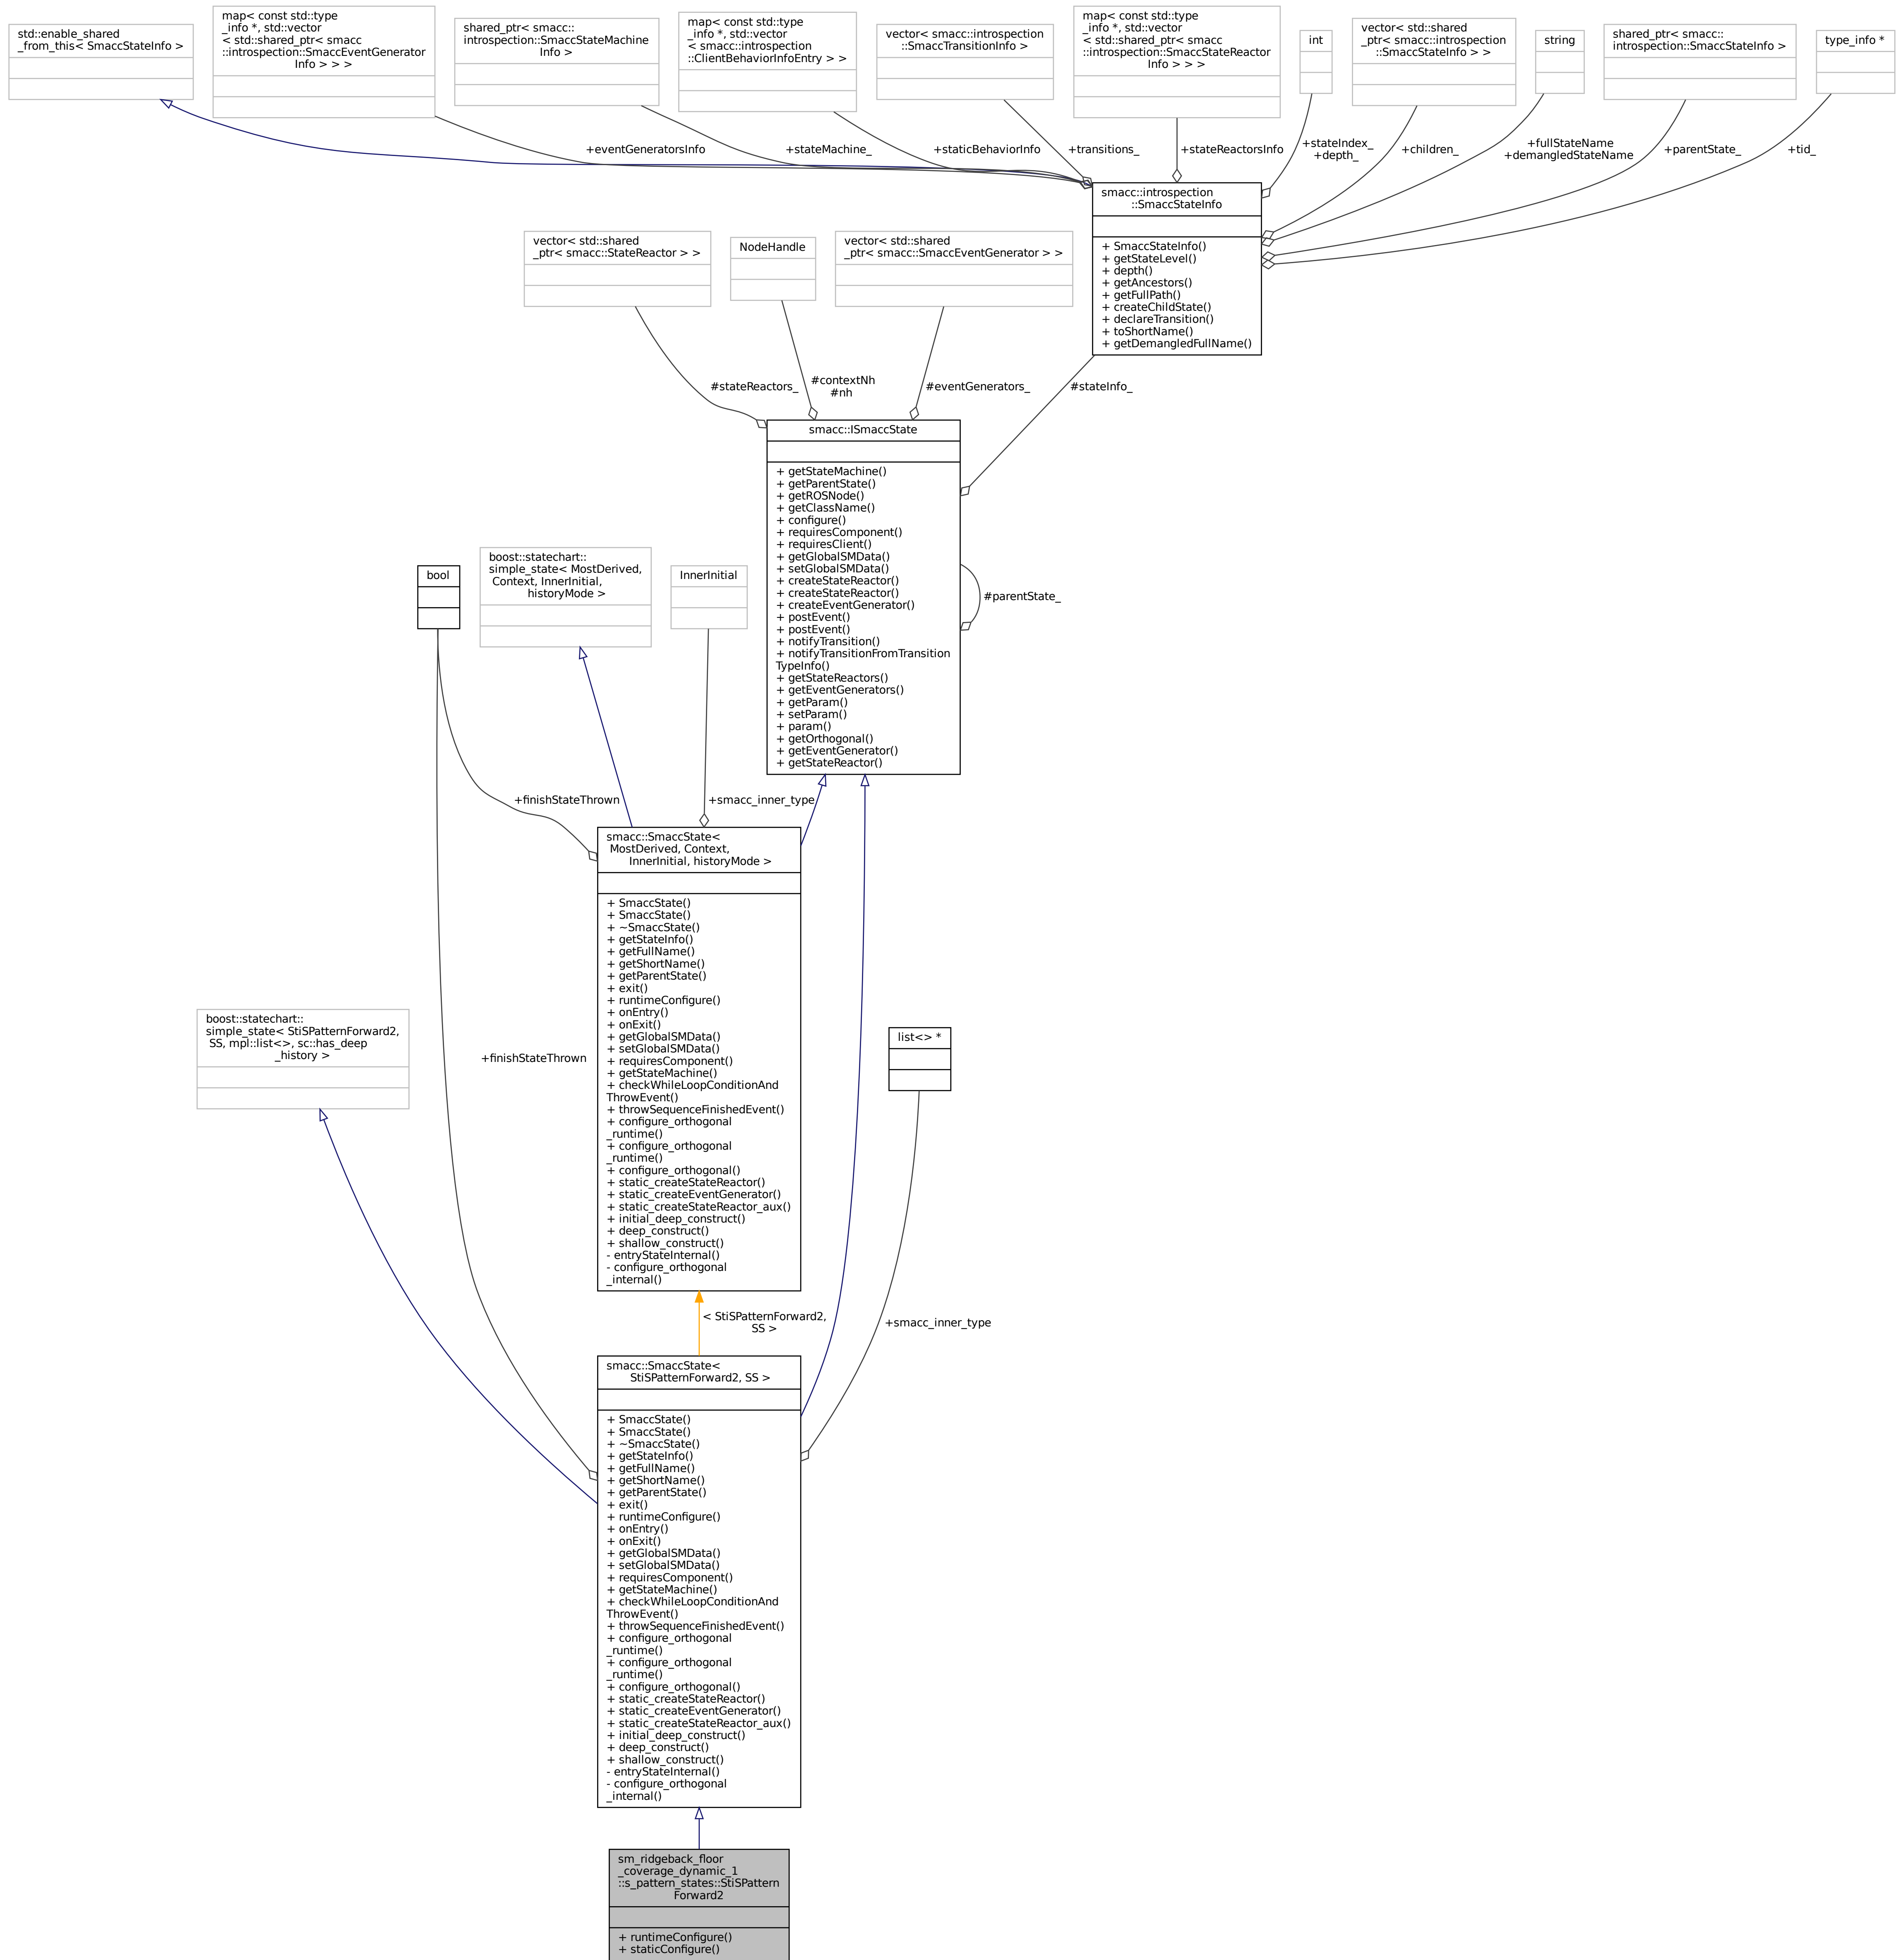 std::enable_shared
_from_this< SmaccStateInfo >
map< const std::type
_info *, std::vector
< std::shared_ptr< smacc
::introspection::SmaccEventGenerator
Info > > >
shared_ptr< smacc::
introspection::SmaccStateMachine
Info >
map< const std::type
_info *, std::vector
< smacc::introspection
::ClientBehaviorInfoEntry > >
vector< smacc::introspection
::SmaccTransitionInfo >
map< const std::type
_info *, std::vector
< std::shared_ptr< smacc
::introspection::SmaccStateReactor
Info > > >
int
vector< std::shared
_ptr< smacc::introspection
::SmaccStateInfo > >
string
shared_ptr< smacc::
introspection::SmaccStateInfo >
type_info *
+eventGeneratorsInfo
+stateMachine_
+staticBehaviorInfo
+transitions_
+stateReactorsInfo
+stateIndex_
+depth_
+children_
+fullStateName
+demangledStateName
+parentState_
+tid_
smacc::introspection
::SmaccStateInfo
+ SmaccStateInfo()
+ getStateLevel()
+ depth()
+ getAncestors()
+ getFullPath()
+ createChildState()
+ declareTransition()
+ toShortName()
+ getDemangledFullName()
vector< std::shared
_ptr< smacc::StateReactor > >
NodeHandle
vector< std::shared
_ptr< smacc::SmaccEventGenerator > >
#stateReactors_
#contextNh
#nh
#eventGenerators_
#stateInfo_
smacc::ISmaccState
+ getStateMachine()
+ getParentState()
+ getROSNode()
+ getClassName()
+ configure()
+ requiresComponent()
+ requiresClient()
+ getGlobalSMData()
+ setGlobalSMData()
+ createStateReactor()
+ createStateReactor()
+ createEventGenerator()
+ postEvent()
+ postEvent()
+ notifyTransition()
+ notifyTransitionFromTransition
TypeInfo()
+ getStateReactors()
+ getEventGenerators()
+ getParam()
+ setParam()
+ param()
+ getOrthogonal()
+ getEventGenerator()
+ getStateReactor()
#parentState_
bool
boost::statechart::
simple_state< MostDerived,
Context, InnerInitial,
historyMode >
InnerInitial
+finishStateThrown
+smacc_inner_type
smacc::SmaccState<
MostDerived, Context,
InnerInitial, historyMode >
+ SmaccState()
+ SmaccState()
+ ~SmaccState()
+ getStateInfo()
+ getFullName()
+ getShortName()
+ getParentState()
+ exit()
+ runtimeConfigure()
+ onEntry()
+ onExit()
+ getGlobalSMData()
+ setGlobalSMData()
+ requiresComponent()
+ getStateMachine()
+ checkWhileLoopConditionAnd
ThrowEvent()
+ throwSequenceFinishedEvent()
+ configure_orthogonal
_runtime()
+ configure_orthogonal
_runtime()
+ configure_orthogonal()
+ static_createStateReactor()
+ static_createEventGenerator()
+ static_createStateReactor_aux()
+ initial_deep_construct()
+ deep_construct()
+ shallow_construct()
- entryStateInternal()
- configure_orthogonal
_internal()
boost::statechart::
simple_state< StiSPatternForward2,
SS, mpl::list<>, sc::has_deep
_history >
+finishStateThrown
list<> *
< StiSPatternForward2,
SS >
+smacc_inner_type
smacc::SmaccState<
StiSPatternForward2, SS >
+ SmaccState()
+ SmaccState()
+ ~SmaccState()
+ getStateInfo()
+ getFullName()
+ getShortName()
+ getParentState()
+ exit()
+ runtimeConfigure()
+ onEntry()
+ onExit()
+ getGlobalSMData()
+ setGlobalSMData()
+ requiresComponent()
+ getStateMachine()
+ checkWhileLoopConditionAnd
ThrowEvent()
+ throwSequenceFinishedEvent()
+ configure_orthogonal
_runtime()
+ configure_orthogonal
_runtime()
+ configure_orthogonal()
+ static_createStateReactor()
+ static_createEventGenerator()
+ static_createStateReactor_aux()
+ initial_deep_construct()
+ deep_construct()
+ shallow_construct()
- entryStateInternal()
- configure_orthogonal
_internal()
sm_ridgeback_floor
_coverage_dynamic_1
::s_pattern_states::StiSPattern
Forward2
+ runtimeConfigure()
+ staticConfigure()